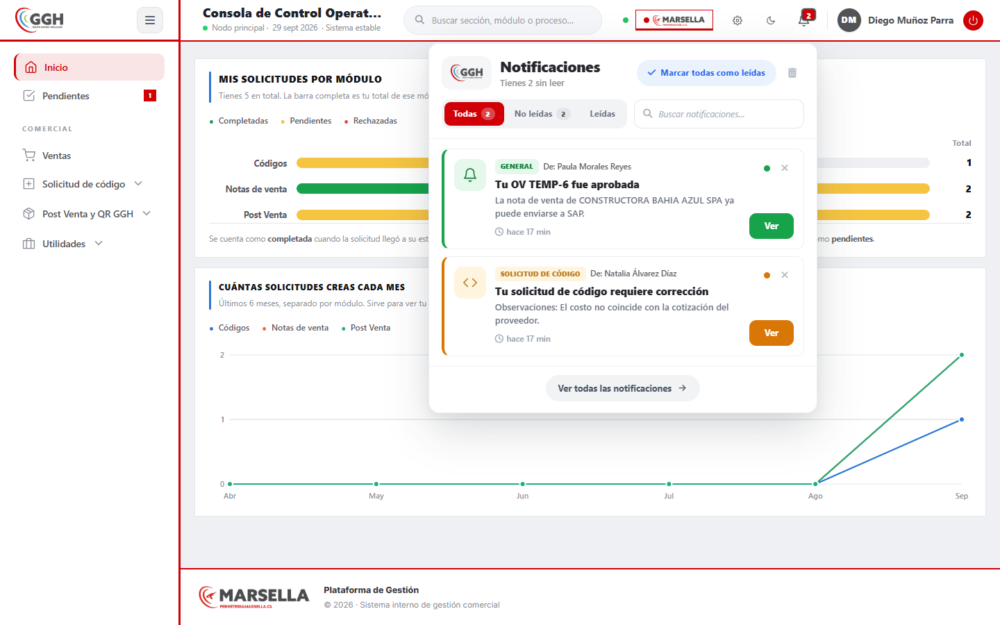 GGH
Consola de Control Operat...
Nodo principal · 29 sept 2026 · Sistema estable
Buscar sección, módulo o proceso...
MARSELLA
2
DM
Diego Muñoz Parra
Inicio
Pendientes
1
COMERCIAL
Ventas
Solicitud de código
Post Venta y QR GGH
Utilidades
MIS SOLICITUDES POR MÓDULO
Tienes 5 en total. La barra completa es tu total de ese mó
Completadas
Pendientes
Rechazadas
Total
Códigos
1
Notas de venta
2
Post Venta
2
Se cuenta como completada cuando la solicitud llegó a su est
mo pendientes.
CUÁNTAS SOLICITUDES CREAS CADA MES
Últimos 6 meses, separado por módulo. Sirve para ver tu
Códigos
Notas de venta
Post Venta
2
1
0
Abr
May
Jun
Jul
Ago
Sep
GGH
Notificaciones
Tienes 2 sin leer
Marcar todas como leídas
Todas 2
No leídas 2
Leídas
Buscar notificaciones...
GENERAL
De: Paula Morales Reyes
Tu OV TEMP-6 fue aprobada
La nota de venta de CONSTRUCTORA BAHIA AZUL SPA ya
puede enviarse a SAP.
hace 17 min
Ver
SOLICITUD DE CÓDIGO
De: Natalia Álvarez Díaz
Tu solicitud de código requiere corrección
Observaciones: El costo no coincide con la cotización del
proveedor.
hace 17 min
Ver
Ver todas las notificaciones
MARSELLA
FERRETERIAMARSELLA.CL
Plataforma de Gestión
© 2026 · Sistema interno de gestión comercial